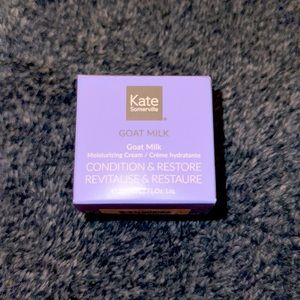 Kate
Somerville
GOAT MILK
Goat Milk
Moisturizing Cream / Crème hydratante
CONDITION & RESTORE
REVITALISE & RESTAURE